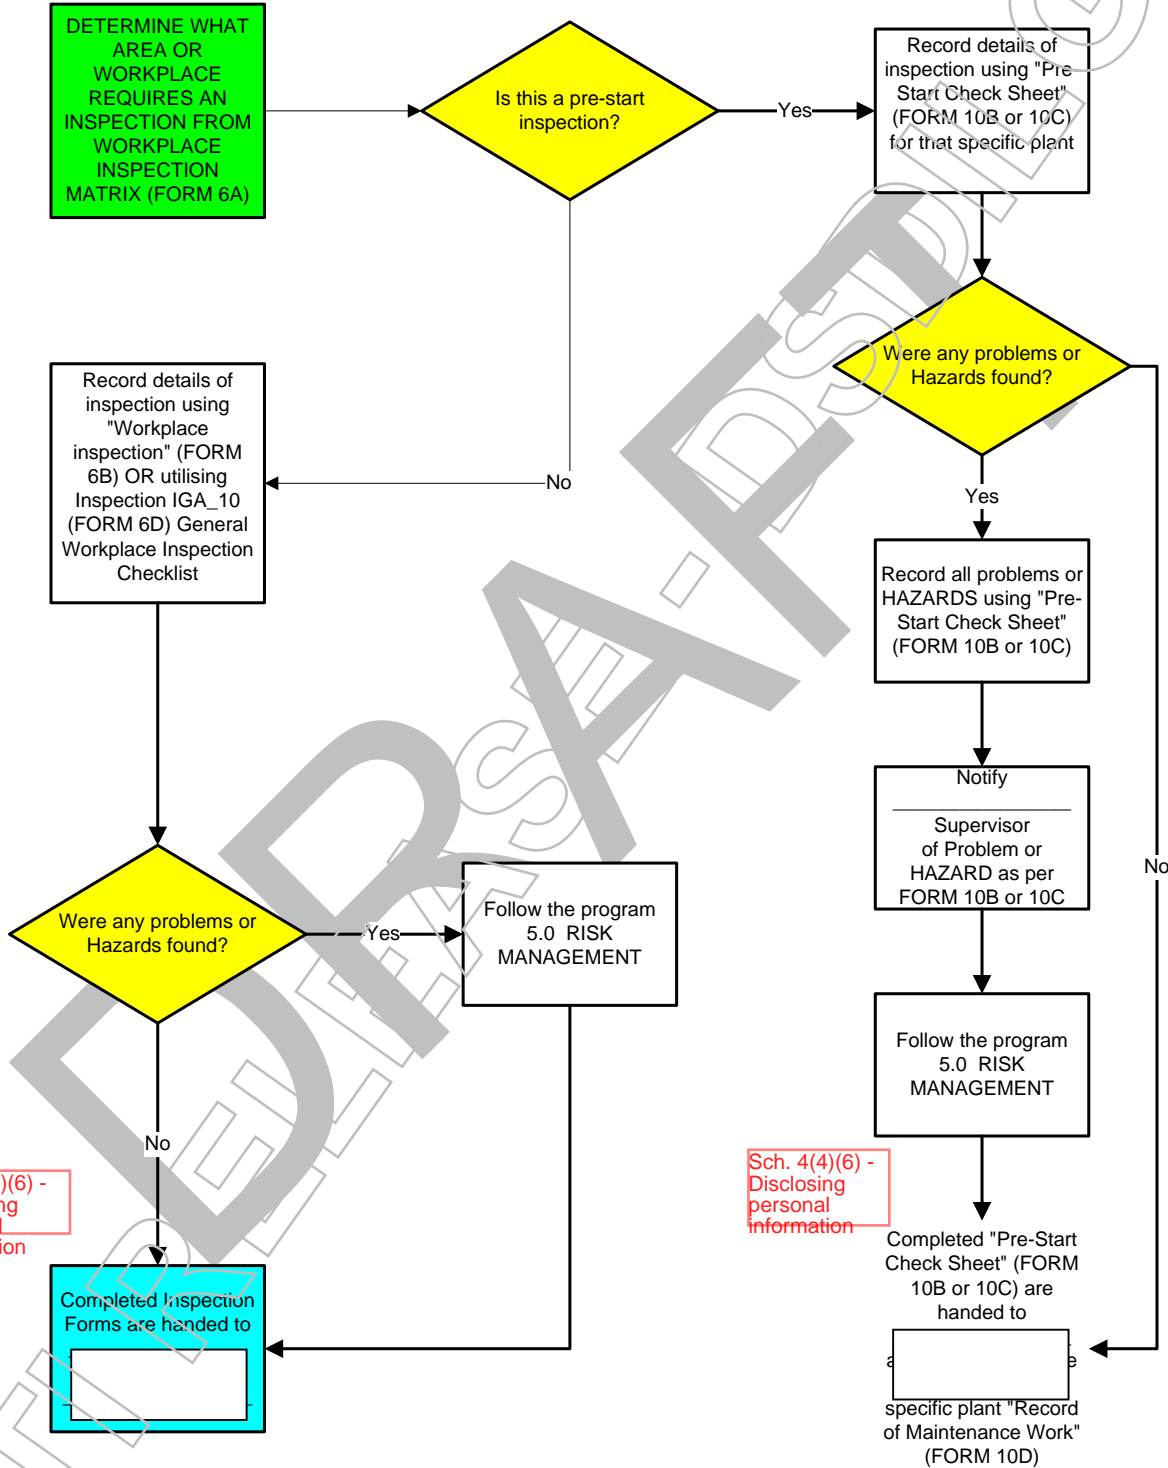 DETERMINE WHAT
AREA OR
WORKPLACE
REQUIRES AN
INSPECTION FROM
WORKPLACE
INSPECTION
MATRIX (FORM 6A)
Is this a pre-start
inspection?
Yes
Record details of
inspection using "Pre-
Start Check Sheet"
(FORM 10B or 10C)
for that specific plant
Were any problems or
Hazards found?
Yes
No
Record all problems or
HAZARDS using "Pre-
Start Check Sheet"
(FORM 10B or 10C)
Notify
Supervisor
of Problem or
HAZARD as per
FORM 10B or 10C
Follow the program
5.0 RISK
MANAGEMENT
Sch. 4(4)(6) -
Disclosing
personal
information
Completed "Pre-Start
Check Sheet" (FORM
10B or 10C) are
handed to
specific plant "Record
of Maintenance Work"
(FORM 10D)
No
Record details of
inspection using
"Workplace
inspection" (FORM
6B) OR utilising
Inspection IGA_10
(FORM 6D) General
Workplace Inspection
Checklist
Were any problems or
Hazards found?
Yes
Follow the program
5.0 RISK
MANAGEMENT
No
)(6) -
Completed Inspection
Forms are handed to
DRAFT